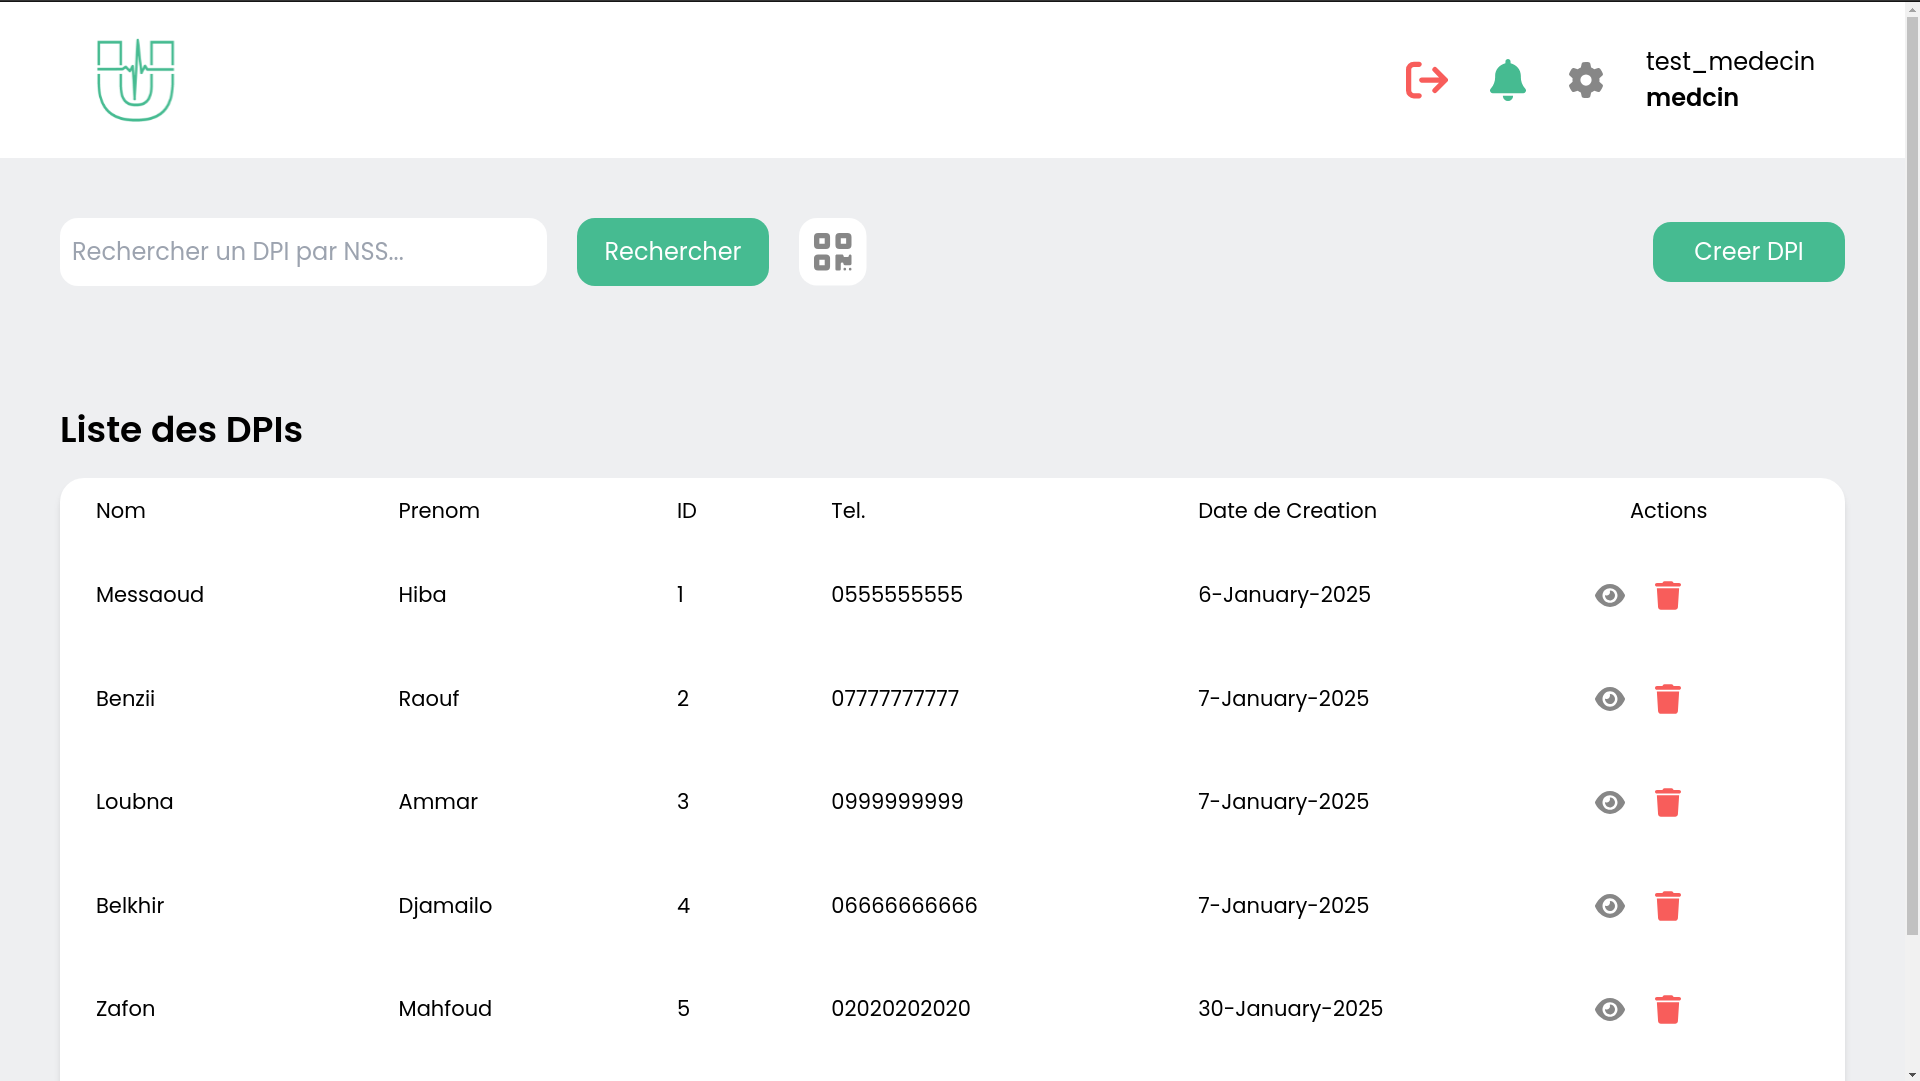 test_medecin
medcin
Rechercher un DPI par NSS...
Rechercher
Creer DPI
Liste des DPIs
Nom Prenom ID Tel. Date de Creation Actions
Messaoud Hiba 1 0555555555 6-January-2025
Benzii Raouf 2 07777777777 7-January-2025
Loubna Ammar 3 0999999999 7-January-2025
Belkhir Djamailo 4 06666666666 7-January-2025
Zafon Mahfoud 5 02020202020 30-January-2025